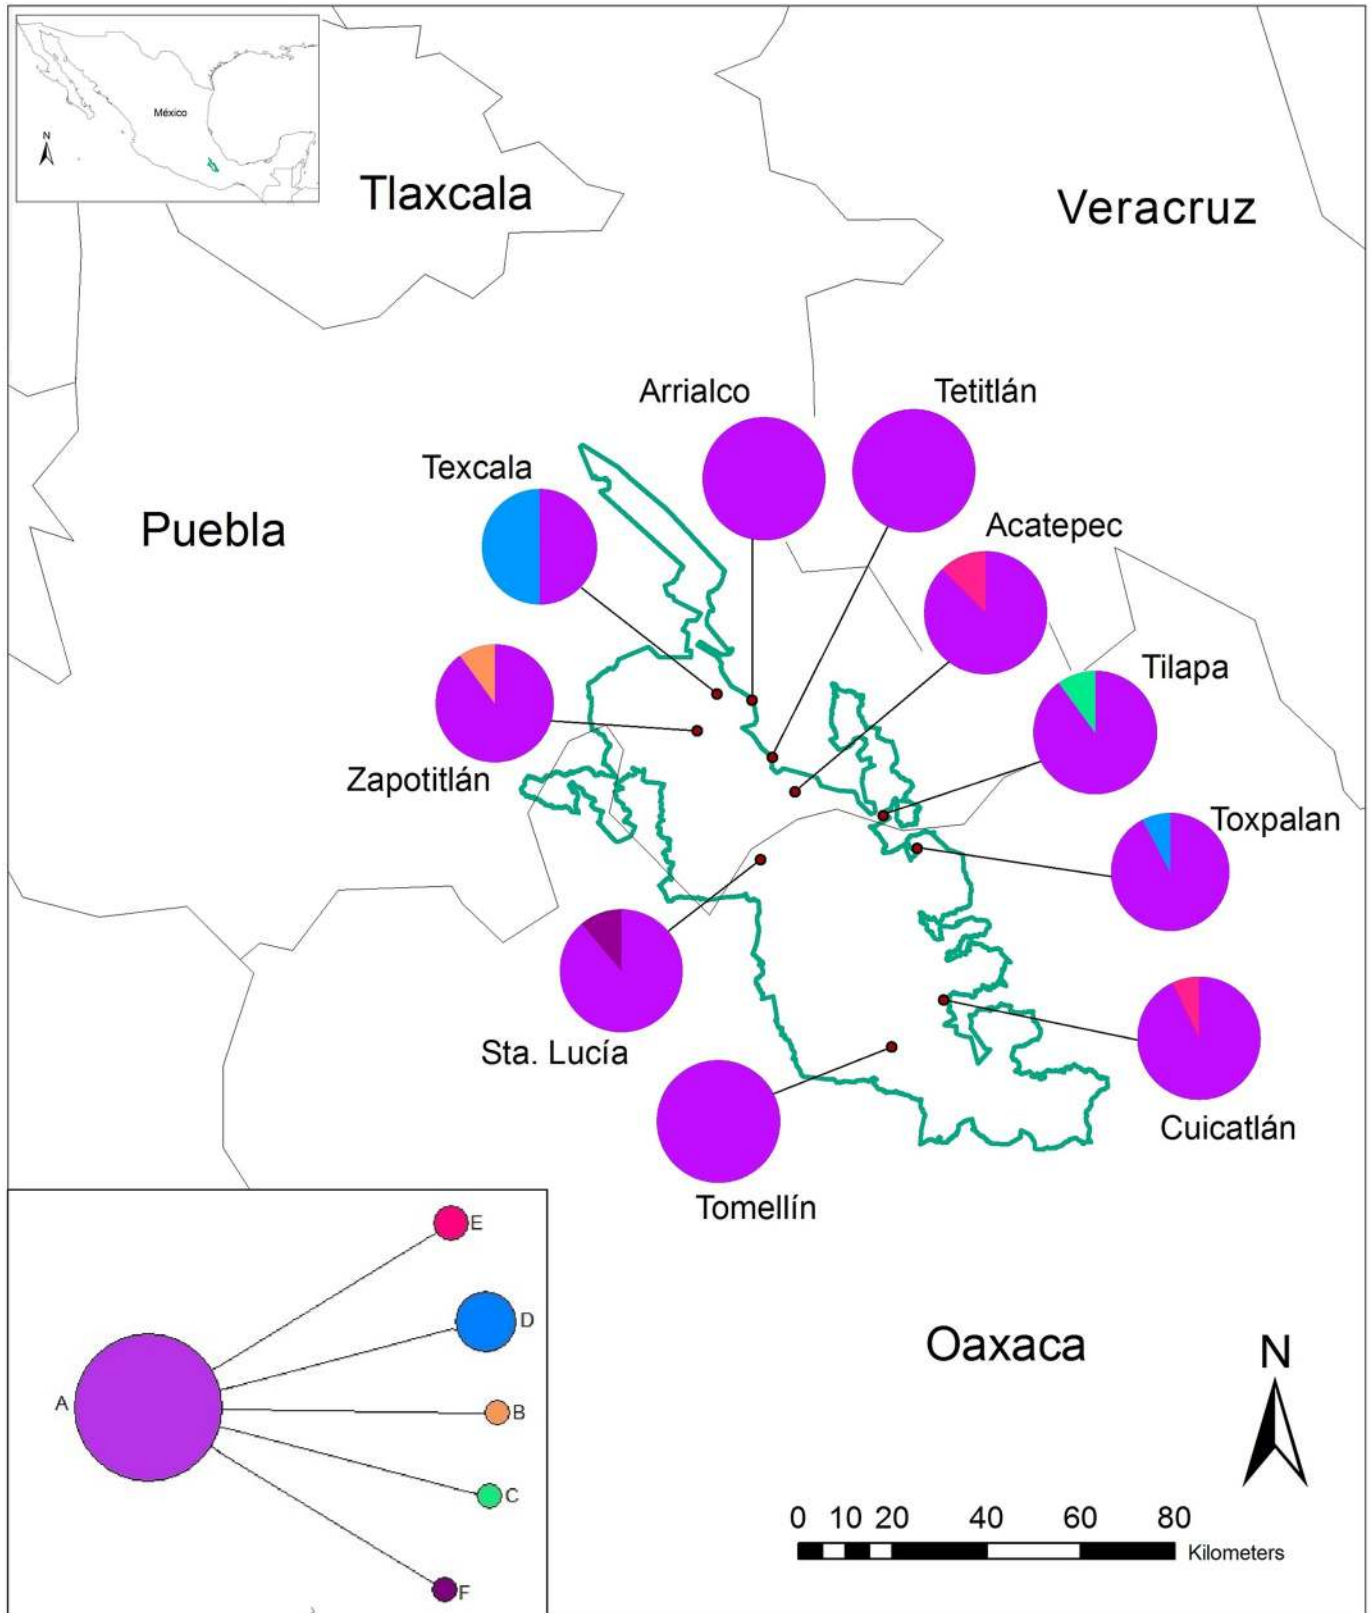 México
N
Tlaxcala
Veracruz
Arrialco
Tetitlán
Texcala
Puebla
Acatepec
Tilapa
Zapotitlán
Toxpalan
Sta. Lucía
Cuicatlán
Tomellín
E
D
A
B
C
F
Oaxaca
N
0 10 20 40 60 80
Kilometers